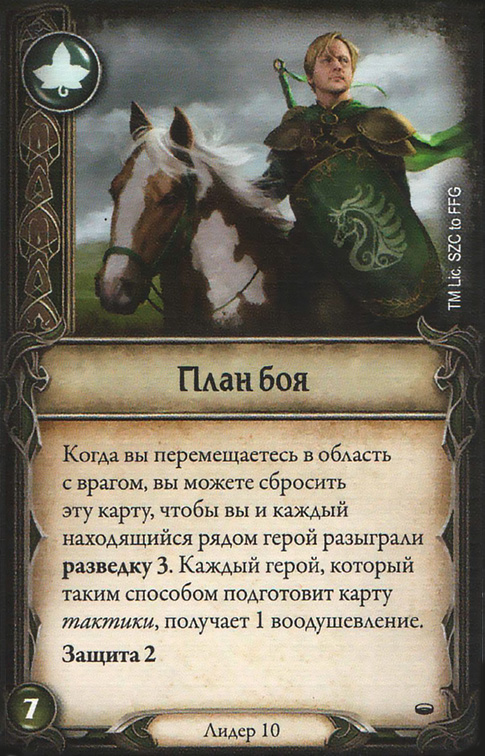 TM Lic. SZC to FFG
План боя
Когда вы перемещаетесь в область
с врагом, вы можете сбросить
эту карту, чтобы вы и каждый
находящийся рядом герой разыграли
разведку 3. Каждый герой, который
таким способом подготовит карту
тактики, получает 1 воодушевление.
Защита 2
7
Лидер 10